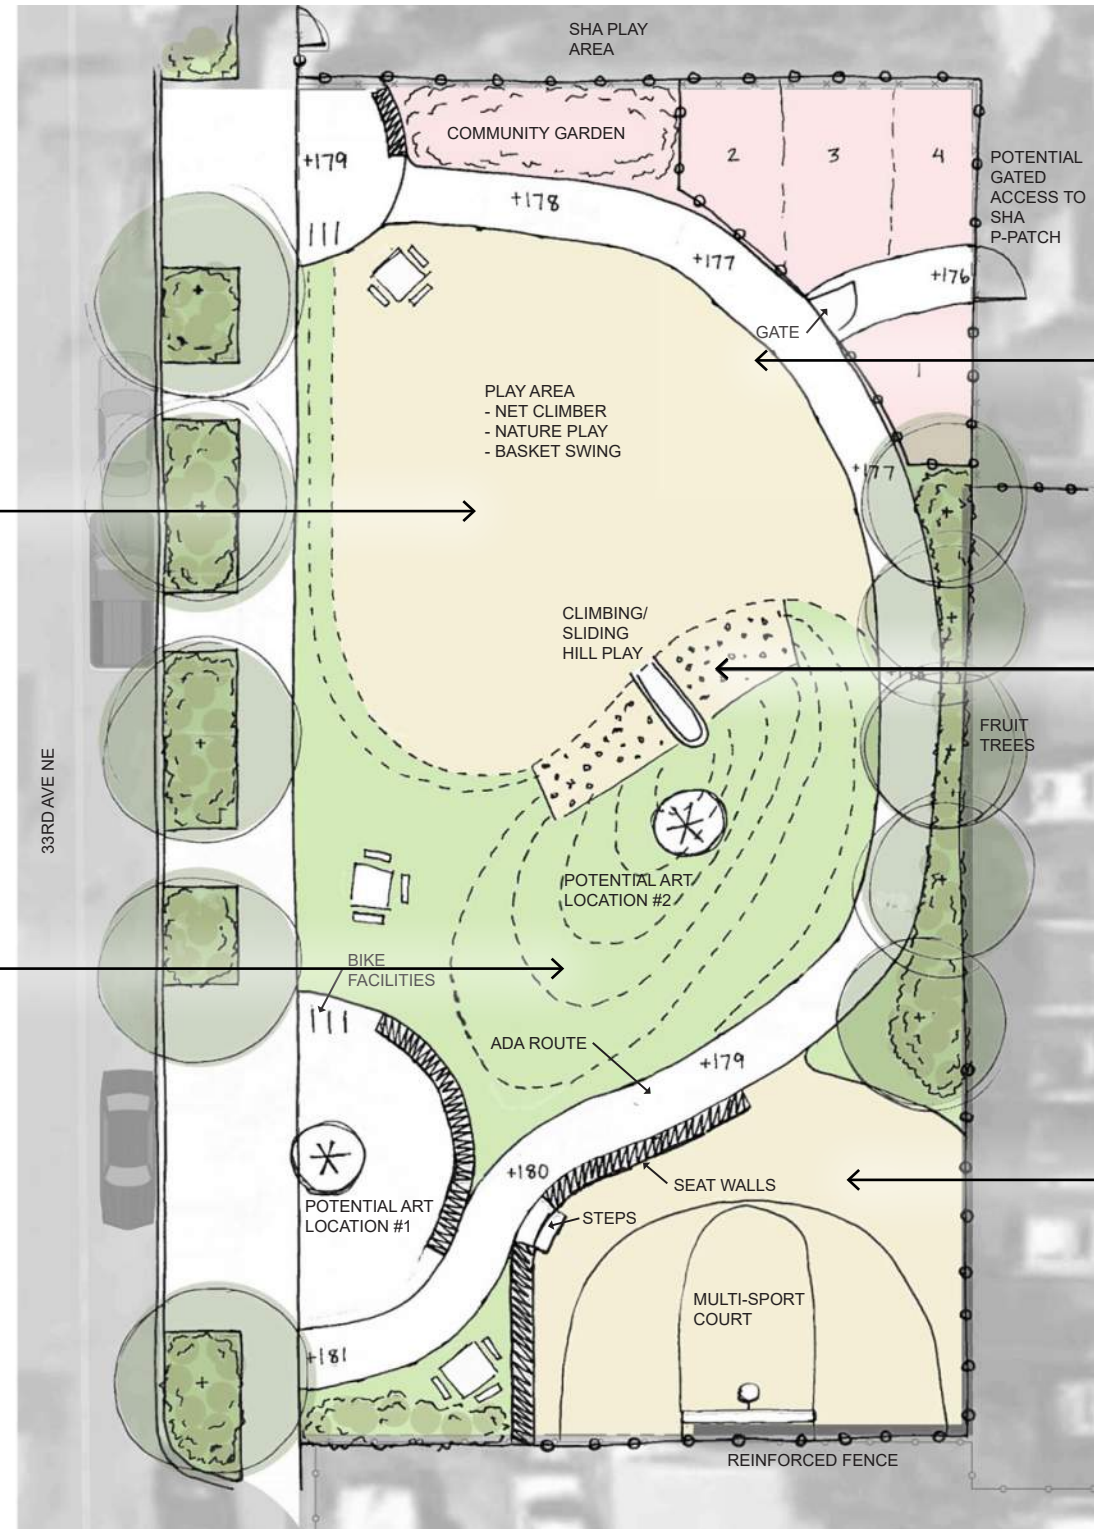 SHA PLAY
AREA
COMMUNITY GARDEN
2
3
4
+179
+178
POTENTIAL
GATED
ACCESS TO
SHA
P-PATCH
+177
+176
GATE
1
PLAY AREA
- NET CLIMBER
- NATURE PLAY
- BASKET SWING
+177
CLIMBING/
SLIDING
HILL PLAY
FRUIT
TREES
33RD AVE NE
POTENTIAL ART
LOCATION #2
BIKE
FACILITIES
ADA ROUTE
+179
+180
SEAT WALLS
POTENTIAL ART
LOCATION #1
STEPS
MULTI-SPORT
COURT
+181
REINFORCED FENCE